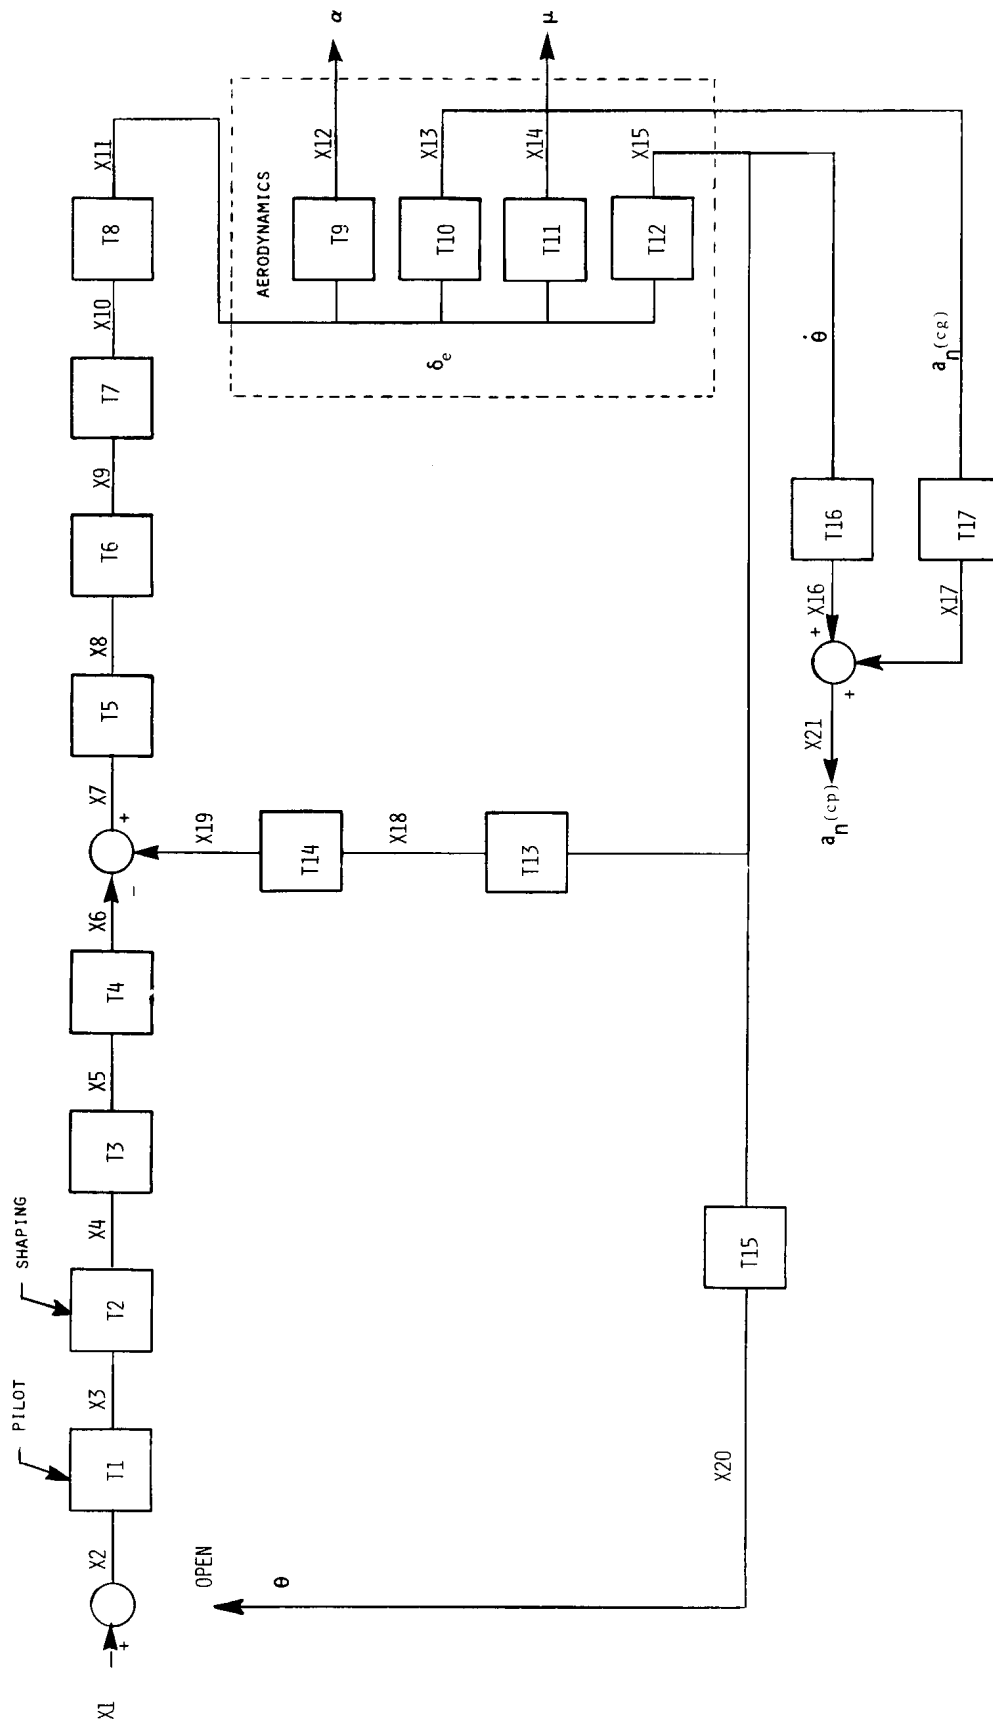 PILOT
SHAPING
X1
+
X2
T1
X3
T2
X4
T3
X5
T4
X6
-
+
X7
T5
X8
T6
X9
T7
X10
T8
X11
OPEN
θ
X19
T14
X18
T13
AERODYNAMICS
δe
T9
X12
α
T10
X13
T11
X14
μ
T12
X15
X20
T15
θ̇
T16
X16
+
+
X21
an(cp)
an(cg)
T17
X17